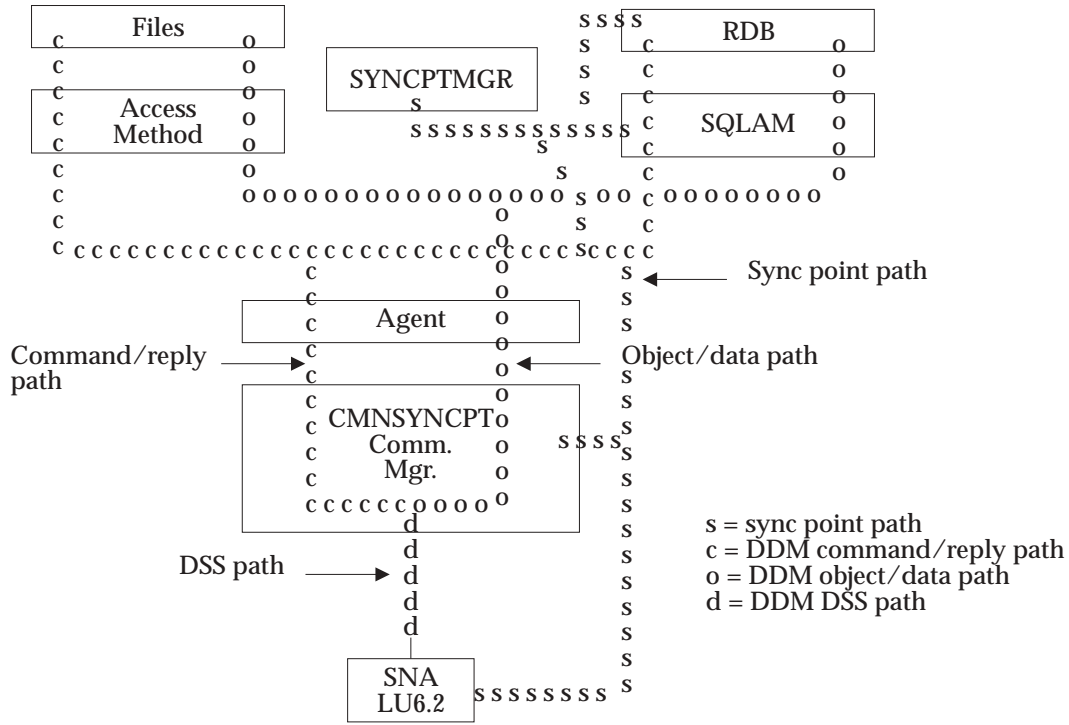 Files
RDB
SYNCPTMGR
Access
Method
SQLAM
s s s s
s s s s s s s s s s s s s
o o o o o o o o o o o o o o o o o o o o o o o o o o
c c c c c c c c c c c c c c c c c c c c c c c c c c c c c c c c
Sync point path
Agent
Command/reply
path
Object/data path
CMNSYNCPT
Comm.
Mgr.
s s s s
c c c c c c o o o o o
s = sync point path
c = DDM command/reply path
o = DDM object/data path
d = DDM DSS path
DSS path
d
d
d
d
d
SNA
LU6.2
s s s s s s s s